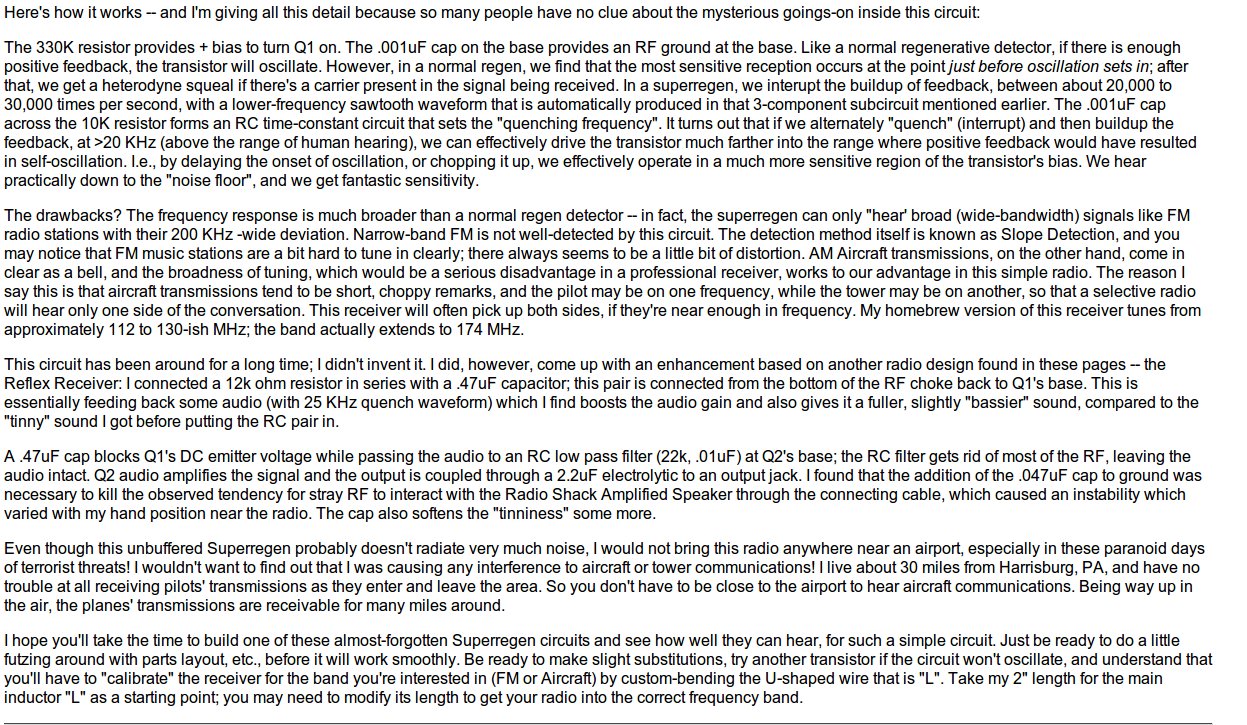 Here's how it works -- and I'm giving all this detail because so many people have no clue about the mysterious goings-on inside this circuit:
The 330K resistor provides + bias to turn Q1 on. The .001uF cap on the base provides an RF ground at the base. Like a normal regenerative detector, if there is enough
positive feedback, the transistor will oscillate. However, in a normal regen, we find that the most sensitive reception occurs at the point just before oscillation sets in; after
that, we get a heterodyne squeal if there's a carrier present in the signal being received. In a superregen, we interupt the buildup of feedback, between about 20,000 to
30,000 times per second, with a lower-frequency sawtooth waveform that is automatically produced in that 3-component subcircuit mentioned earlier. The .001uF cap
across the 10K resistor forms an RC time-constant circuit that sets the "quenching frequency". It turns out that if we alternately "quench" (interrupt) and then buildup the
feedback, at >20 KHz (above the range of human hearing), we can effectively drive the transistor much farther into the range where positive feedback would have resulted
in self-oscillation. I.e., by delaying the onset of oscillation, or chopping it up, we effectively operate in a much more sensitive region of the transistor's bias. We hear
practically down to the "noise floor", and we get fantastic sensitivity.
The drawbacks? The frequency response is much broader than a normal regen detector -- in fact, the superregen can only "hear' broad (wide-bandwidth) signals like FM
radio stations with their 200 KHz -wide deviation. Narrow-band FM is not well-detected by this circuit. The detection method itself is known as Slope Detection, and you
may notice that FM music stations are a bit hard to tune in clearly; there always seems to be a little bit of distortion. AM Aircraft transmissions, on the other hand, come in
clear as a bell, and the broadness of tuning, which would be a serious disadvantage in a professional receiver, works to our advantage in this simple radio. The reason I
say this is that aircraft transmissions tend to be short, choppy remarks, and the pilot may be on one frequency, while the tower may be on another, so that a selective radio
will hear only one side of the conversation. This receiver will often pick up both sides, if they're near enough in frequency. My homebrew version of this receiver tunes from
approximately 112 to 130-ish MHz; the band actually extends to 174 MHz.
This circuit has been around for a long time; I didn't invent it. I did, however, come up with an enhancement based on another radio design found in these pages -- the
Reflex Receiver: I connected a 12k ohm resistor in series with a .47uF capacitor; this pair is connected from the bottom of the RF choke back to Q1's base. This is
essentially feeding back some audio (with 25 KHz quench waveform) which I find boosts the audio gain and also gives it a fuller, slightly "bassier" sound, compared to the
"tinny" sound I got before putting the RC pair in.
A .47uF cap blocks Q1's DC emitter voltage while passing the audio to an RC low pass filter (22k, .01uF) at Q2's base; the RC filter gets rid of most of the RF, leaving the
audio intact. Q2 audio amplifies the signal and the output is coupled through a 2.2uF electrolytic to an output jack. I found that the addition of the .047uF cap to ground was
necessary to kill the observed tendency for stray RF to interact with the Radio Shack Amplified Speaker through the connecting cable, which caused an instability which
varied with my hand position near the radio. The cap also softens the "tinniness" some more.
Even though this unbuffered Superregen probably doesn't radiate very much noise, I would not bring this radio anywhere near an airport, especially in these paranoid days
of terrorist threats! I wouldn't want to find out that I was causing any interference to aircraft or tower communications! I live about 30 miles from Harrisburg, PA, and have no
trouble at all receiving pilots' transmissions as they enter and leave the area. So you don't have to be close to the airport to hear aircraft communications. Being way up in
the air, the planes' transmissions are receivable for many miles around.
I hope you'll take the time to build one of these almost-forgotten Superregen circuits and see how well they can hear, for such a simple circuit. Just be ready to do a little
futzing around with parts layout, etc., before it will work smoothly. Be ready to make slight substitutions, try another transistor if the circuit won't oscillate, and understand that
you'll have to "calibrate" the receiver for the band you're interested in (FM or Aircraft) by custom-bending the U-shaped wire that is "L". Take my 2" length for the main
inductor "L" as a starting point; you may need to modify its length to get your radio into the correct frequency band.